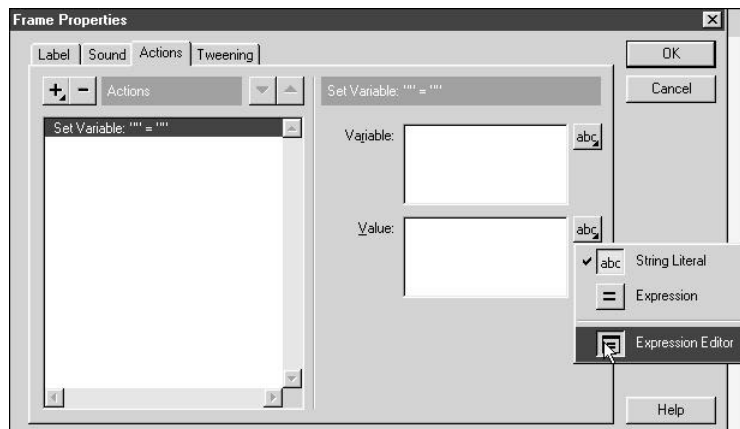 Frame Properties
Label Sound Actions Tweening
OK
Cancel
+ - Actions
Set Variable: "" = ""
Set Variable: "" = ""
Variable:
abc
Value:
abc
✓ abc String Literal
= Expression
Expression Editor
Help